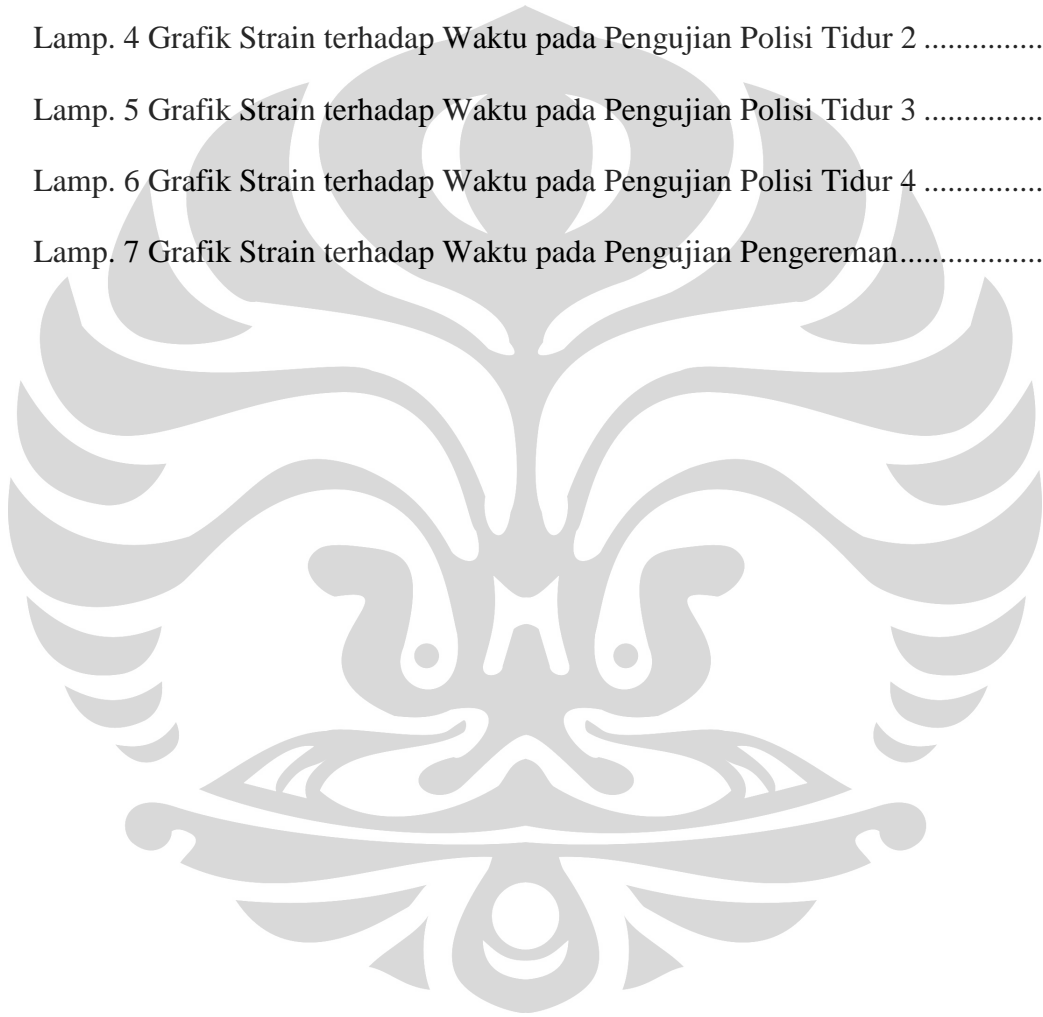 Lamp. 4 Grafik Strain terhadap Waktu pada Pengujian Polisi Tidur 2 ...............
Lamp. 5 Grafik Strain terhadap Waktu pada Pengujian Polisi Tidur 3 ...............
Lamp. 6 Grafik Strain terhadap Waktu pada Pengujian Polisi Tidur 4 ...............
Lamp. 7 Grafik Strain terhadap Waktu pada Pengujian Pengereman..................